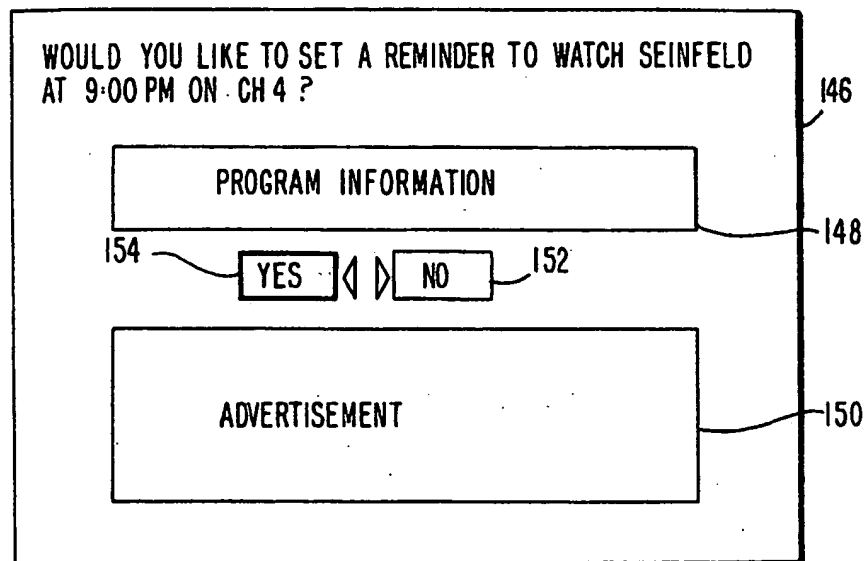 WOULD YOU LIKE TO SET A REMINDER TO WATCH SEINFELD
AT 9:00 PM ON CH 4 ?
146
PROGRAM INFORMATION
148
154
YES
NO
152
ADVERTISEMENT
150